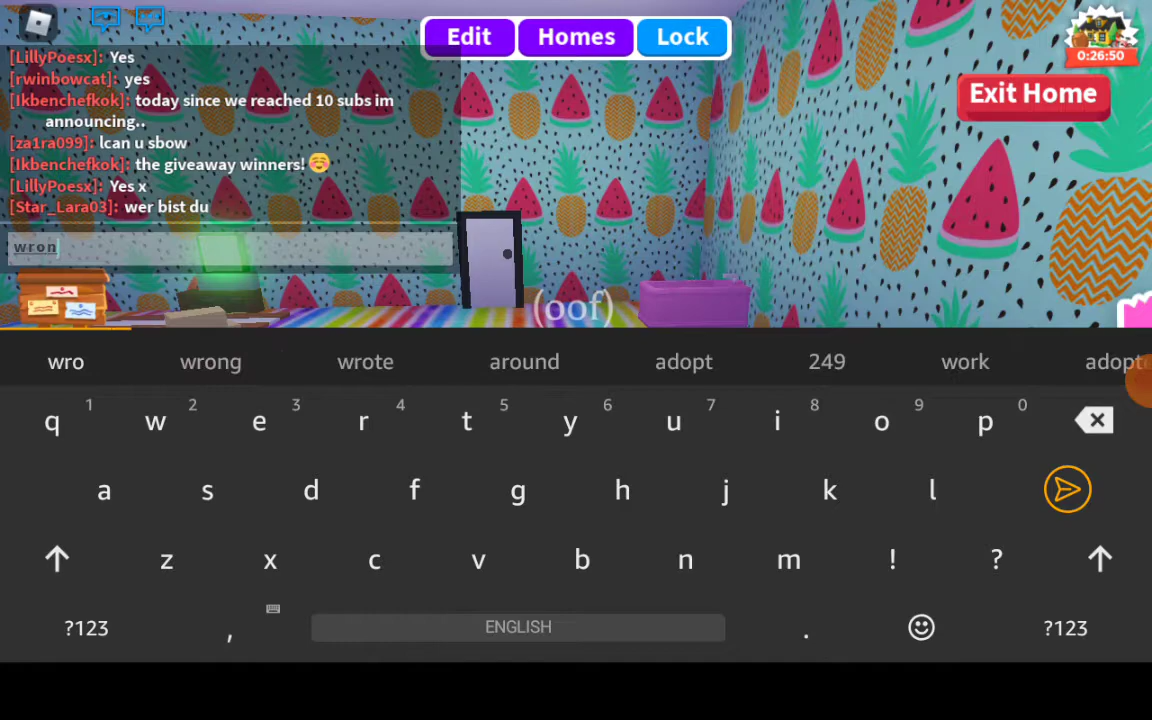 Edit Homes Lock
0:26:50
Exit Home
[LillyPoesx]: Yes
[rwinbowcat]: yes
[Ikbenchefkok]: today since we reached 10 subs im
announcing..
[za1ra099]: lcan u sbow
[Ikbenchefkok]: the giveaway winners! ☺️
[LillyPoesx]: Yes x
[Star_Lara03]: wer bist du
wron
(oof)
wro wrong wrote around adopt 249 work adopt
1 2 3 4 5 6 7 8 9 0
q w e r t y u i o p
a s d f g h j k l
z x c v b n m ! ?
?123 , ENGLISH . ?123